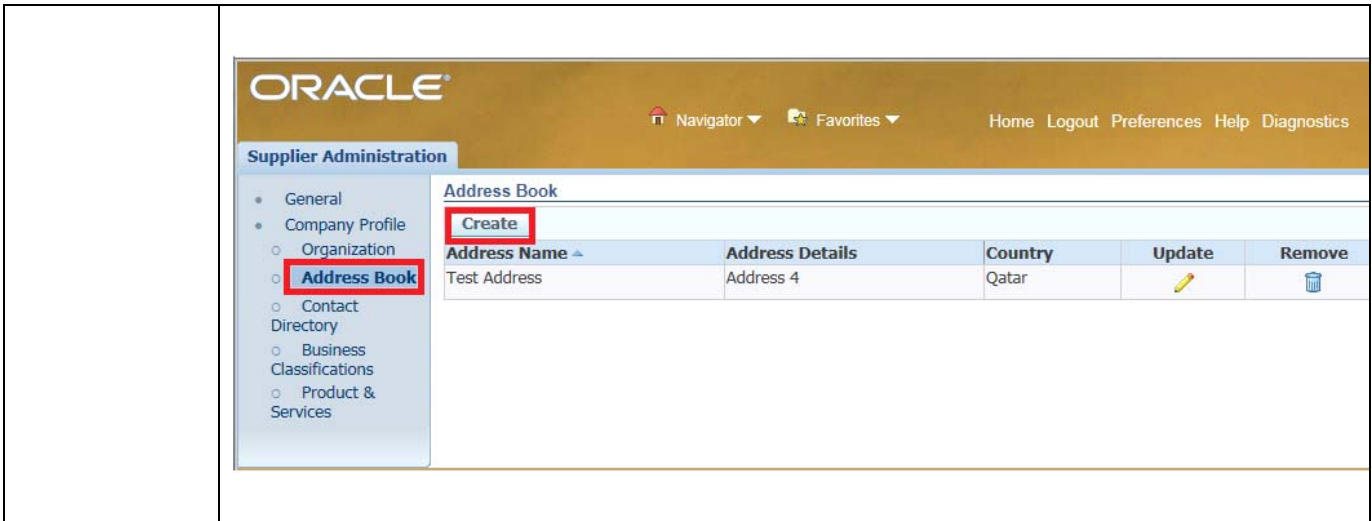 ORACLE
Navigator Favorites Home Logout Preferences Help Diagnostics
Supplier Administration
General
Company Profile
Organization
Address Book
Contact
Directory
Business
Classifications
Product &
Services
Address Book
Create
Address Name Address Details Country Update Remove
Test Address Address 4 Qatar